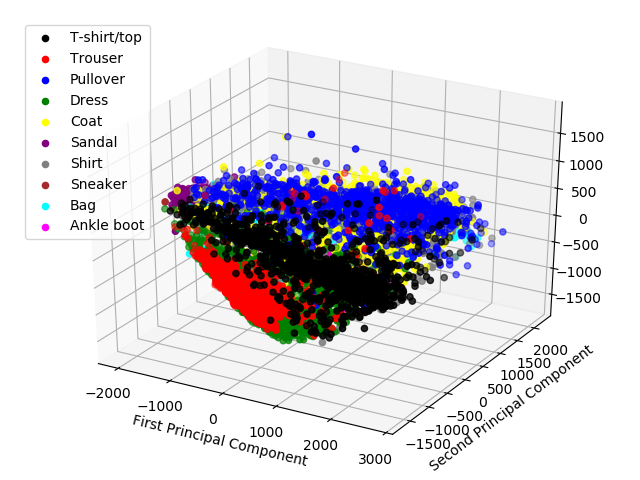 T-shirt/top
Trouser
Pullover
Dress
Coat
Sandal
Shirt
Sneaker
Bag
Ankle boot
1500
1000
500
0
−500
−1000
−1500
2000
1500
1000
500
0
−500
−1000
−1500
Second Principal Component
−2000
−1000
0
1000
2000
3000
First Principal Component